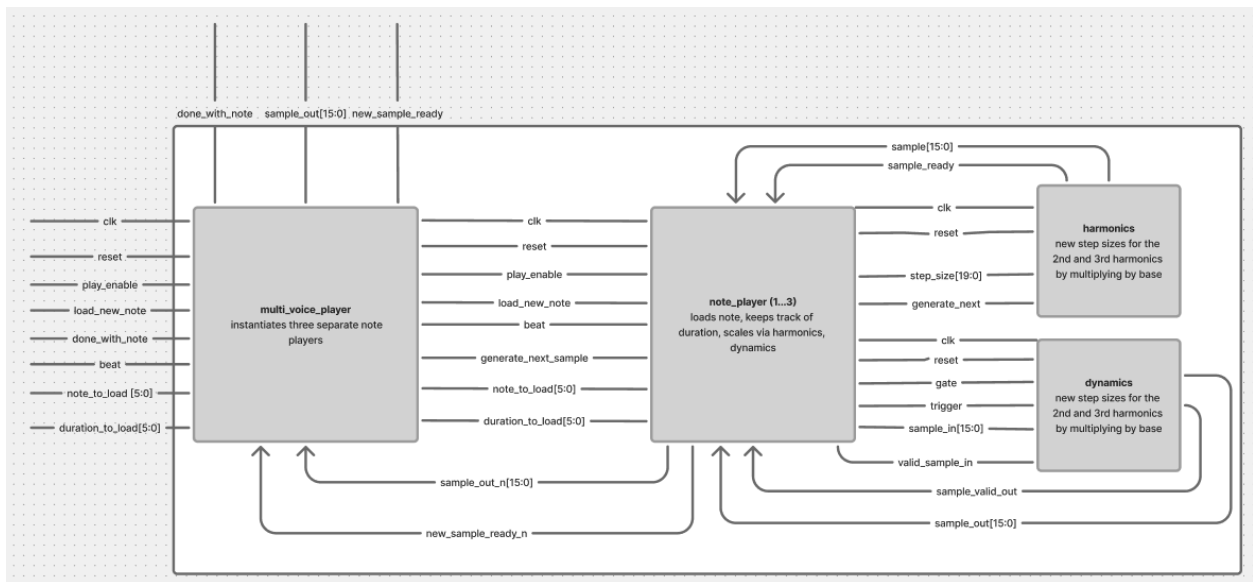 done_with_note sample_out[15:0] new_sample_ready
sample[15:0]
sample_ready
clk
reset
play_enable
load_new_note
done_with_note
beat
note_to_load [5:0]
duration_to_load[5:0]
multi_voice_player
instantiates three separate note
players
clk
reset
play_enable
load_new_note
beat
generate_next_sample
note_to_load[5:0]
duration_to_load[5:0]
note_player (1...3)
loads note, keeps track of
duration, scales via harmonics,
dynamics
clk
reset
step_size[19:0]
generate_next
harmonics
new step sizes for the
2nd and 3rd harmonics
by multiplying by base
clk
reset
gate
trigger
sample_in[15:0]
valid_sample_in
dynamics
new step sizes for the
2nd and 3rd harmonics
by multiplying by base
sample_out_n[15:0]
new_sample_ready_n
sample_valid_out
sample_out[15:0]